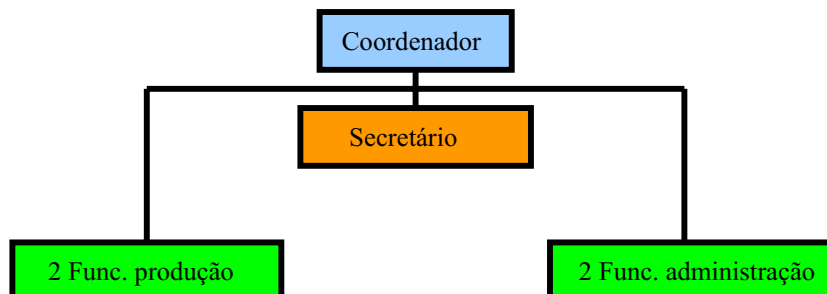 Coordenador
Secretário
2 Func. produção
2 Func. administração